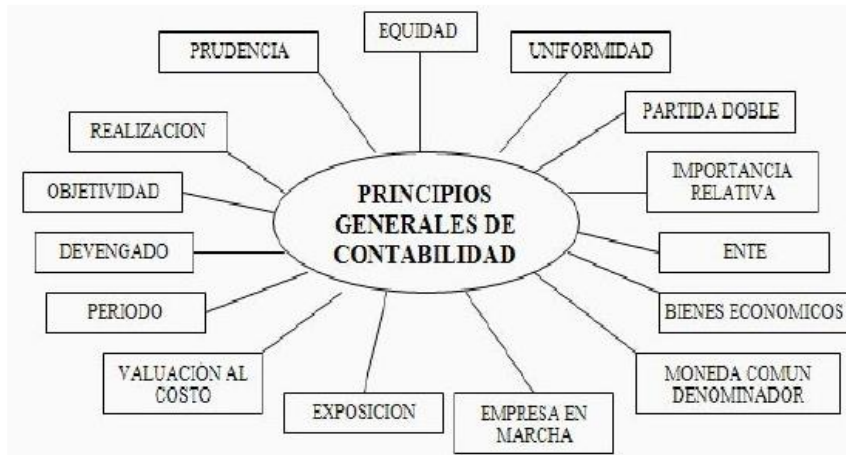 EQUIDAD
PRUDENCIA
UNIFORMIDAD
PARTIDA DOBLE
REALIZACION
IMPORTANCIA
RELATIVA
OBJETIVIDAD
PRINCIPIOS
GENERALES DE
CONTABILIDAD
DEVENGADO
ENTE
PERIODO
BIENES ECONOMICOS
VALUACIÒN AL
COSTO
MONEDA COMUN
DENOMINADOR
EXPOSICION
EMPRESA EN
MARCHA